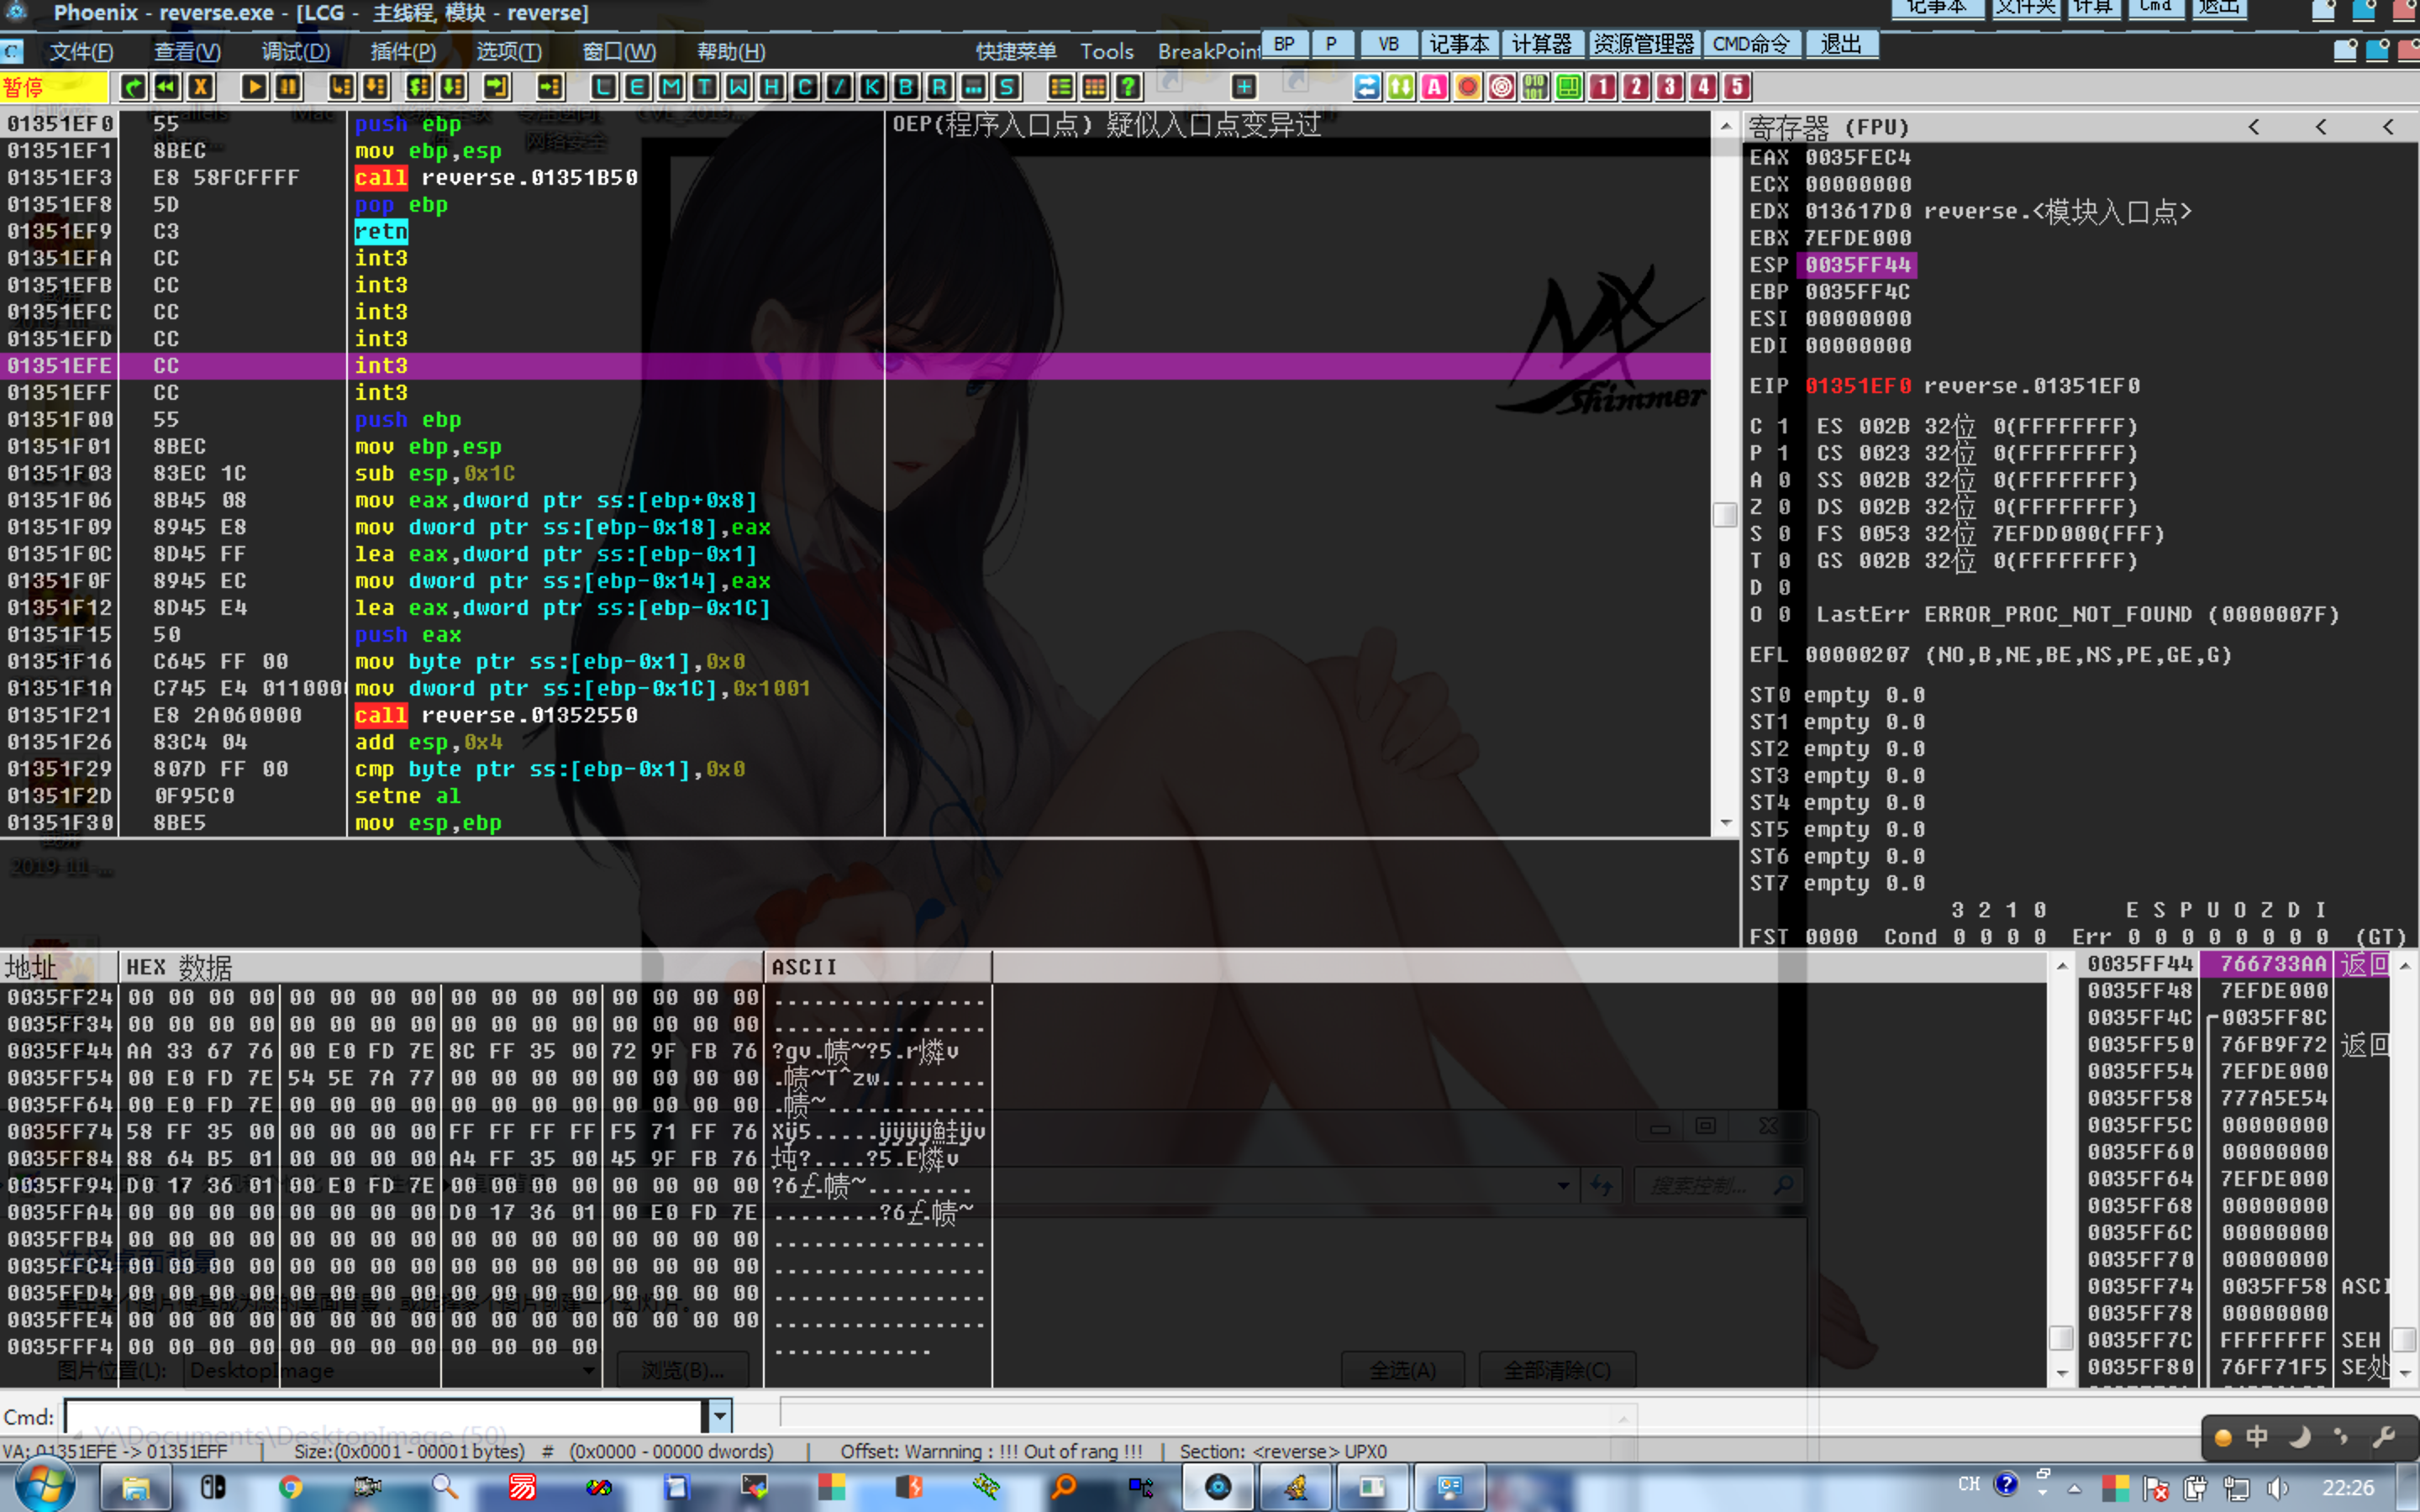 Phoenix - reverse.exe - [LCG - 主线程, 模块 - reverse]
记事本 文件夹 计算 Cmd 退出
文件(F) 查看(V) 调试(D) 插件(P) 选项(T) 窗口(W) 帮助(H) 快捷菜单 Tools BreakPoint BP P VB 记事本 计算器 资源管理器 CMD命令 退出
暂停 L E M T W H C / K B R ... S A 1 2 3 4 5
01351EF0 55 push ebp OEP(程序入口点) 疑似入口点变异过
01351EF1 8BEC mov ebp,esp
01351EF3 E8 58FCFFFF call reverse.01351B50
01351EF8 5D pop ebp
01351EF9 C3 retn
01351EFA CC int3
01351EFB CC int3
01351EFC CC int3
01351EFD CC int3
01351EFE CC int3
01351EFF CC int3
01351F00 55 push ebp
01351F01 8BEC mov ebp,esp
01351F03 83EC 1C sub esp,0x1C
01351F06 8B45 08 mov eax,dword ptr ss:[ebp+0x8]
01351F09 8945 E8 mov dword ptr ss:[ebp-0x18],eax
01351F0C 8D45 FF lea eax,dword ptr ss:[ebp-0x1]
01351F0F 8945 EC mov dword ptr ss:[ebp-0x14],eax
01351F12 8D45 E4 lea eax,dword ptr ss:[ebp-0x1C]
01351F15 50 push eax
01351F16 C645 FF 00 mov byte ptr ss:[ebp-0x1],0x0
01351F1A C745 E4 011000 mov dword ptr ss:[ebp-0x1C],0x1001
01351F21 E8 2A060000 call reverse.01352550
01351F26 83C4 04 add esp,0x4
01351F29 807D FF 00 cmp byte ptr ss:[ebp-0x1],0x0
01351F2D 0F95C0 setne al
01351F30 8BE5 mov esp,ebp
shimmer
2019-11-...
寄存器 (FPU) < < <
EAX 0035FEC4
ECX 00000000
EDX 013617D0 reverse.<模块入口点>
EBX 7EFDE000
ESP 0035FF44
EBP 0035FF4C
ESI 00000000
EDI 00000000
EIP 01351EF0 reverse.01351EF0
C 1 ES 002B 32位 0(FFFFFFFF)
P 1 CS 0023 32位 0(FFFFFFFF)
A 0 SS 002B 32位 0(FFFFFFFF)
Z 0 DS 002B 32位 0(FFFFFFFF)
S 0 FS 0053 32位 7EFDD000(FFF)
T 0 GS 002B 32位 0(FFFFFFFF)
D 0
O 0 LastErr ERROR_PROC_NOT_FOUND (0000007F)
EFL 00000207 (NO,B,NE,BE,NS,PE,GE,G)
ST0 empty 0.0
ST1 empty 0.0
ST2 empty 0.0
ST3 empty 0.0
ST4 empty 0.0
ST5 empty 0.0
ST6 empty 0.0
ST7 empty 0.0
3 2 1 0 E S P U O Z D I
FST 0000 Cond 0 0 0 0 Err 0 0 0 0 0 0 0 0 (GT)
地址 HEX 数据 ASCII
0035FF24 00 00 00 00 00 00 00 00 00 00 00 00 00 00 00 00 ................
0035FF34 00 00 00 00 00 00 00 00 00 00 00 00 00 00 00 00 ................
0035FF44 AA 33 67 76 00 E0 FD 7E 8C FF 35 00 72 9F FB 76 ?gv.帻~?5.r燐v
0035FF54 00 E0 FD 7E 54 5E 7A 77 00 00 00 00 00 00 00 00 .帻~T^zw........
0035FF64 00 E0 FD 7E 00 00 00 00 00 00 00 00 00 00 00 00 .帻~............
0035FF74 58 FF 35 00 00 00 00 00 FF FF FF FF F5 71 FF 76 Xÿ5.....ÿÿÿÿ鮭ÿv
0035FF84 88 64 B5 01 00 00 00 00 A4 FF 35 00 45 9F FB 76 坉?....?5.E燐v
0035FF94 D0 17 36 01 00 E0 FD 7E 00 00 00 00 00 00 00 00 ?6£.帻~........
0035FFA4 00 00 00 00 00 00 00 00 D0 17 36 01 00 E0 FD 7E ........?6£.帻~
0035FFB4 00 00 00 00 00 00 00 00 00 00 00 00 00 00 00 00 ................
0035FFC4 00 00 00 00 00 00 00 00 00 00 00 00 00 00 00 00 ................
0035FFD4 00 00 00 00 00 00 00 00 00 00 00 00 00 00 00 00 ................
0035FFE4 00 00 00 00 00 00 00 00 00 00 00 00 00 00 00 00 ................
0035FFF4 00 00 00 00 00 00 00 00 00 00 00 00 ............
搜索控制...
图片位置(L): DesktopImage 浏览(B)... 全选(A) 全部清除(C)
0035FF44 766733AA 返回
0035FF48 7EFDE000
0035FF4C 0035FF8C
0035FF50 76FB9F72 返回
0035FF54 7EFDE000
0035FF58 777A5E54
0035FF5C 00000000
0035FF60 00000000
0035FF64 7EFDE000
0035FF68 00000000
0035FF6C 00000000
0035FF70 00000000
0035FF74 0035FF58 ASCI
0035FF78 00000000
0035FF7C FFFFFFFF SEH
0035FF80 76FF71F5 SE处
Cmd:
Y:\Documents\DesktopImage (50)
VA: 01351EFE -> 01351EFF | Size:(0x0001 - 00001 bytes) # (0x0000 - 00000 dwords) | Offset: Warnning : !!! Out of rang !!! | Section: <reverse> UPX0
中
CH 22:26